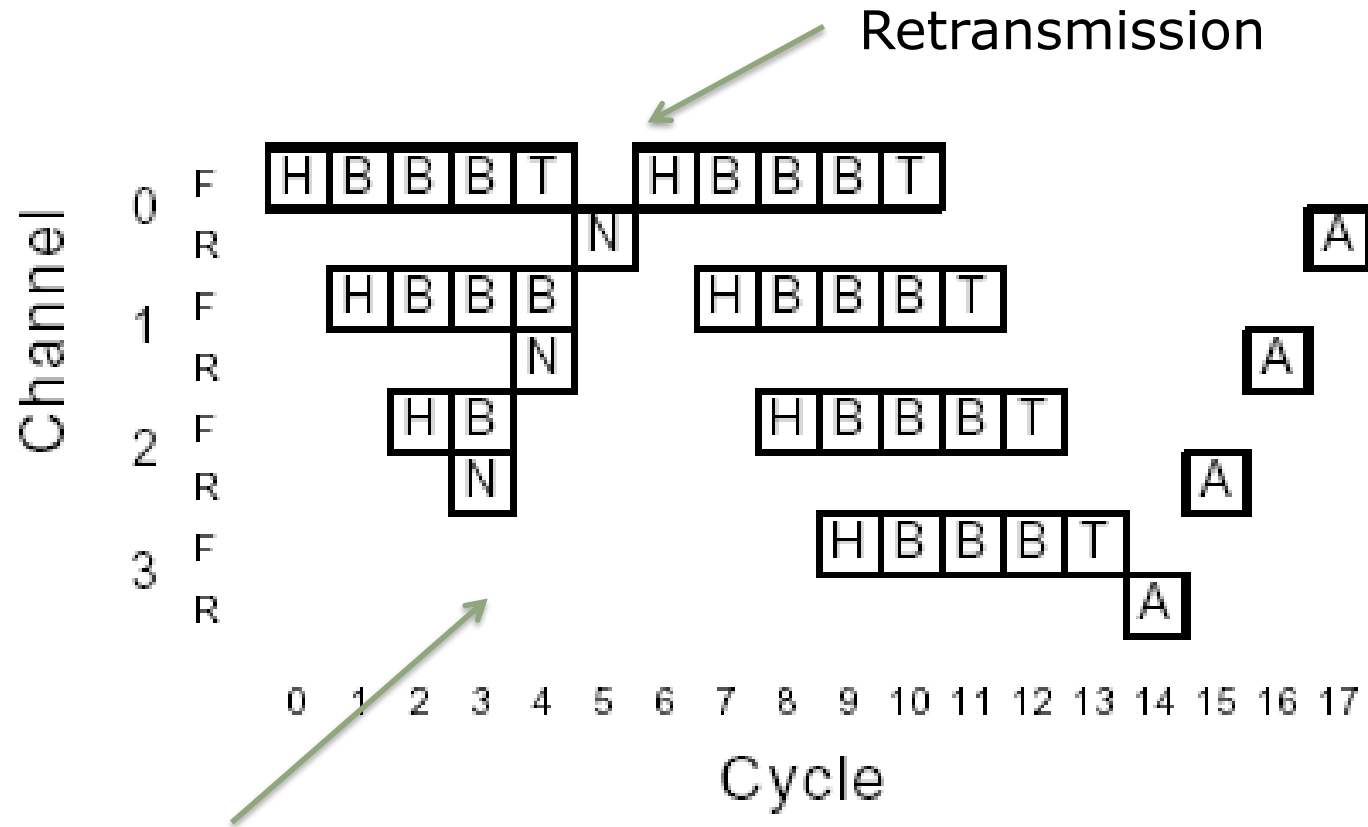 Retransmission
F H B B B T H B B B T
0
R N A
F H B B B H B B B T
1
R N A
F H B H B B B T
2
R N A
F H B B B T
3
R A
Channel
0 1 2 3 4 5 6 7 8 9 10 11 12 13 14 15 16 17
Cycle